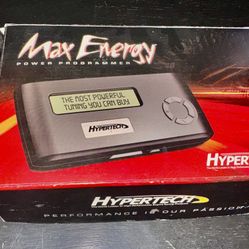 Max Energy
POWER PROGRAMMER
THE MOST POWERFUL
TUNING YOU CAN BUY
HYPERTECH
HYPER
HYPERTECH
PERFORMANCE IS OUR PASSION